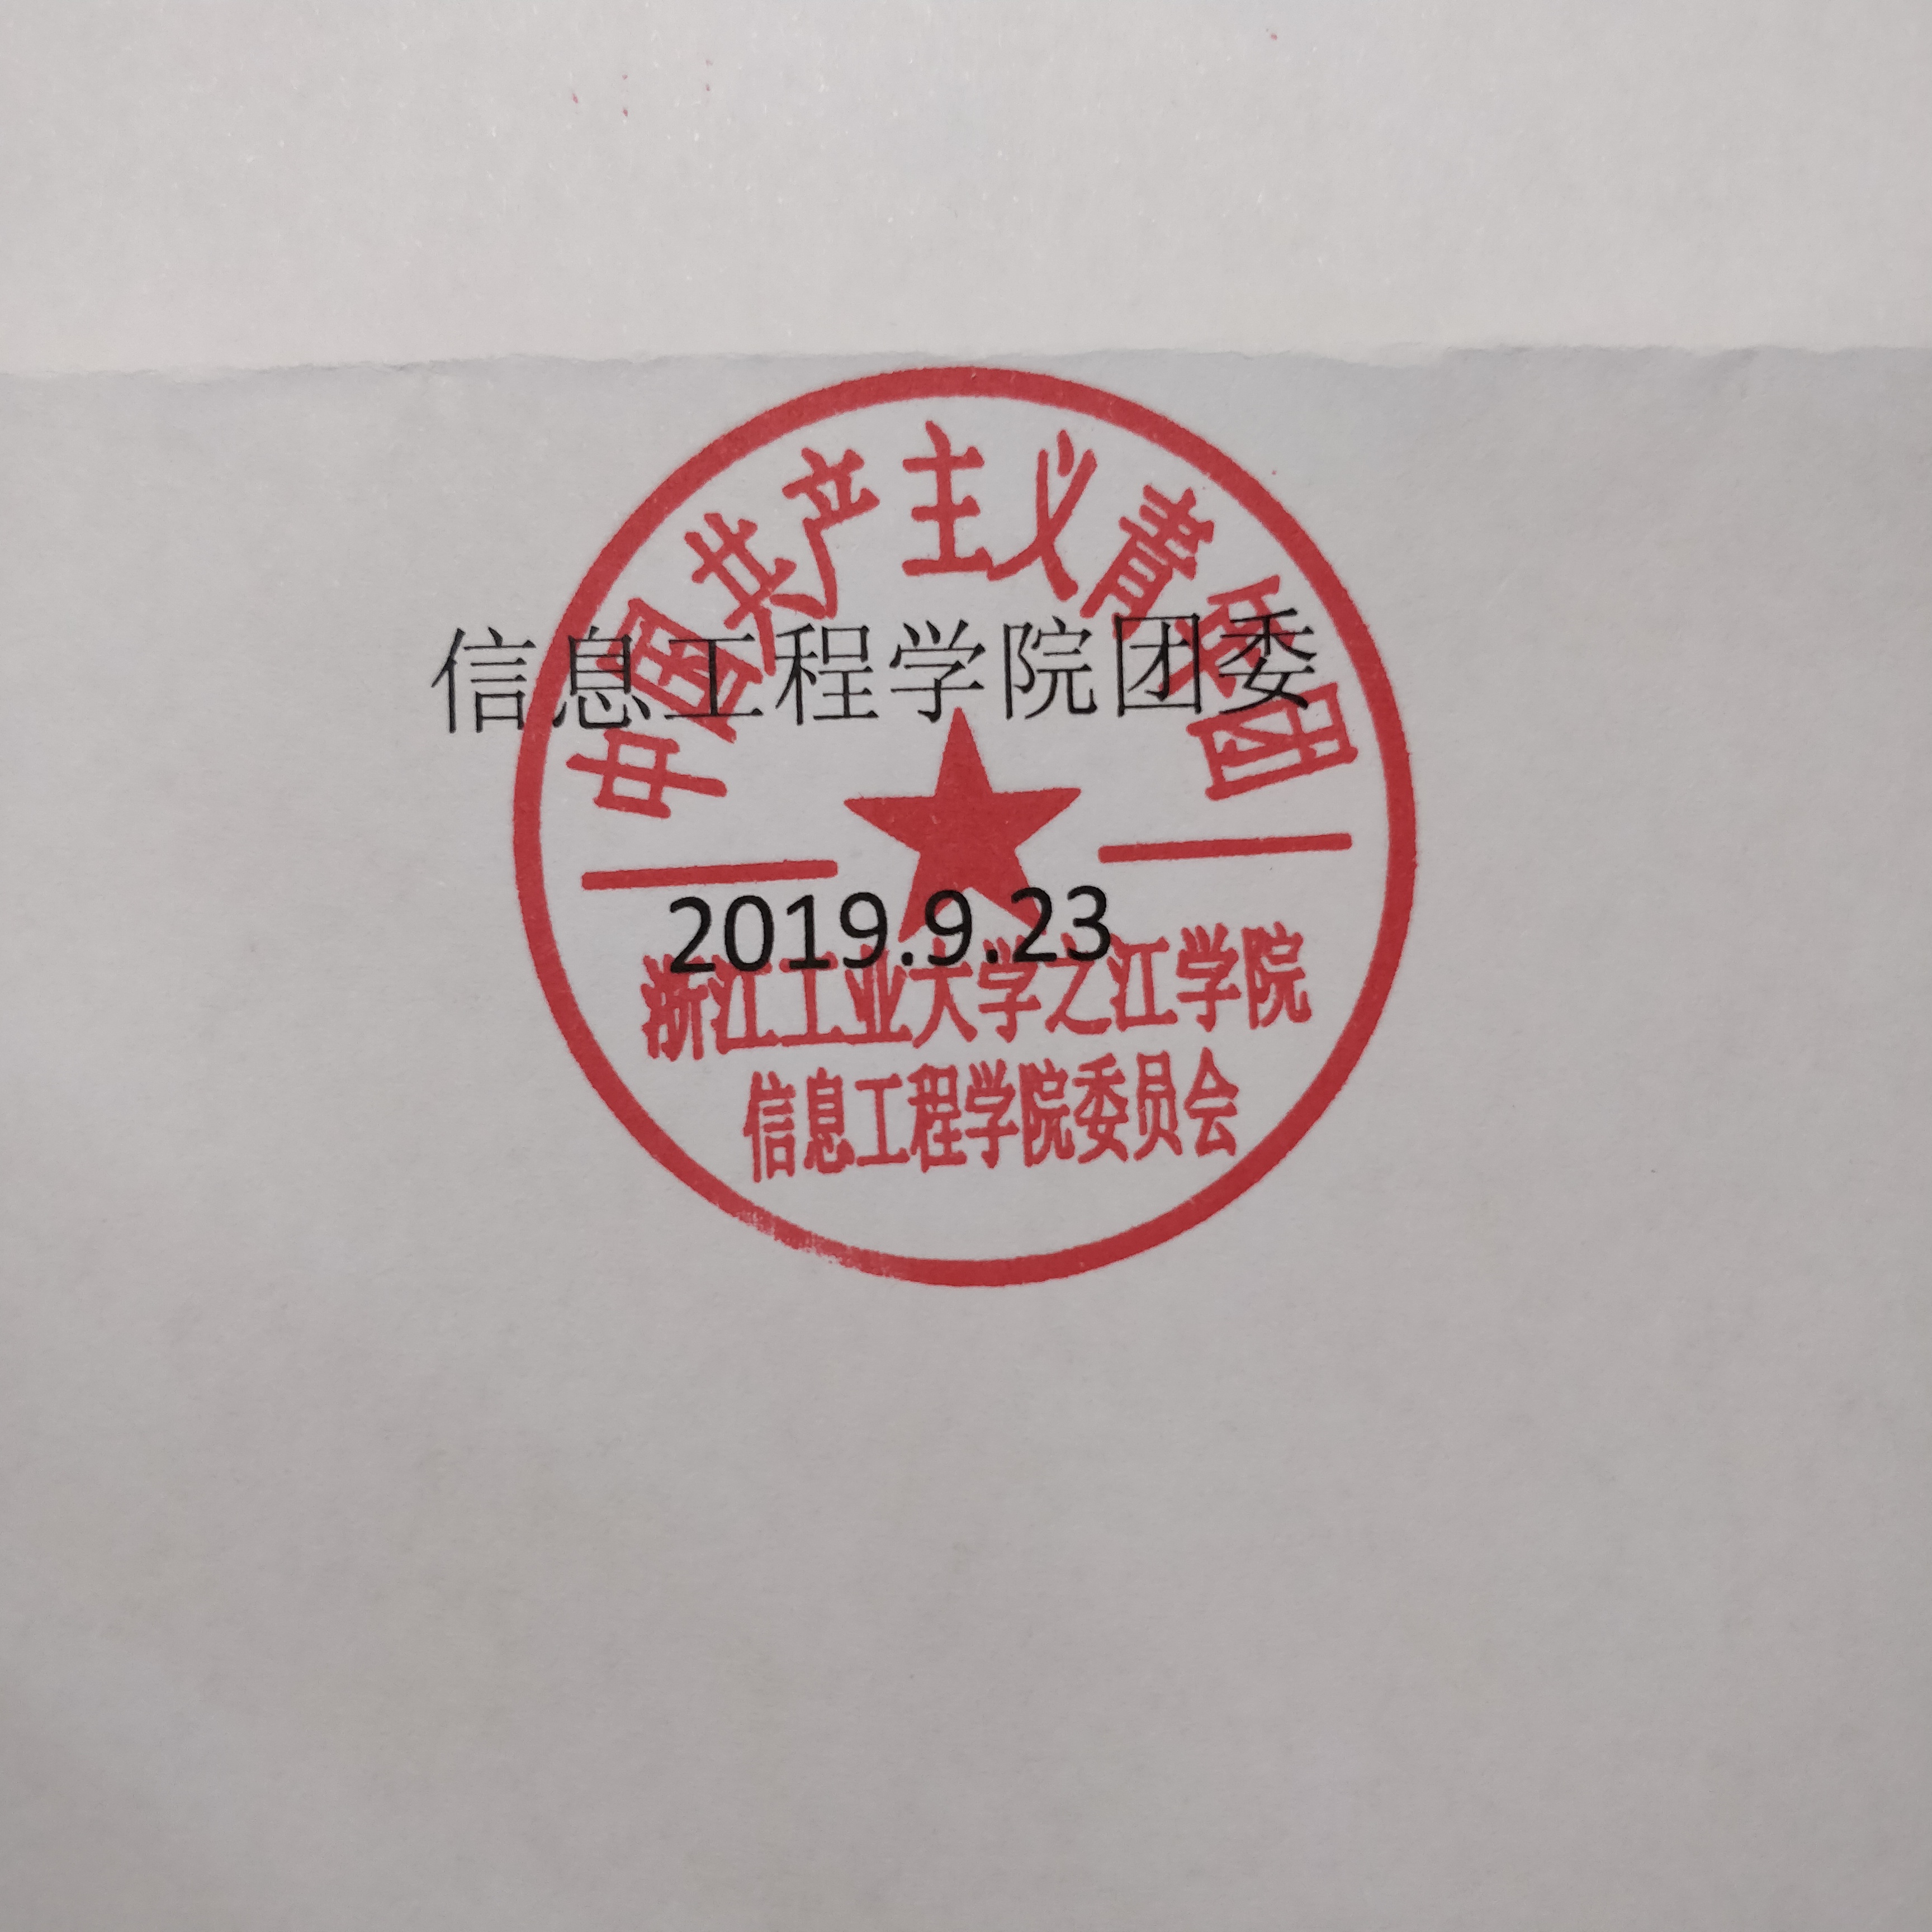 中国共产主义青年团
信息工程学院团委
2019.9.23
浙江工业大学之江学院
信息工程学院委员会